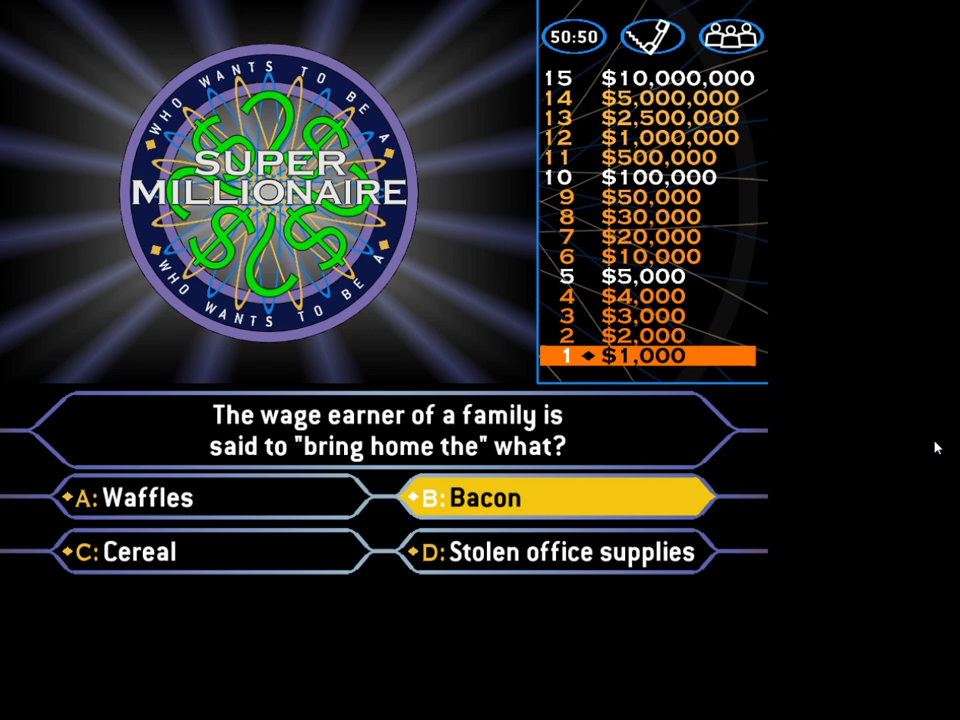 WHO WANTS TO BE A
SUPER
MILLIONAIRE
WHO WANTS TO BE A
50:50
15 $10,000,000
14 $5,000,000
13 $2,500,000
12 $1,000,000
11 $500,000
10 $100,000
9 $50,000
8 $30,000
7 $20,000
6 $10,000
5 $5,000
4 $4,000
3 $3,000
2 $2,000
1 ◆ $1,000
The wage earner of a family is
said to "bring home the" what?
◆A: Waffles
◆B: Bacon
◆C: Cereal
◆D: Stolen office supplies